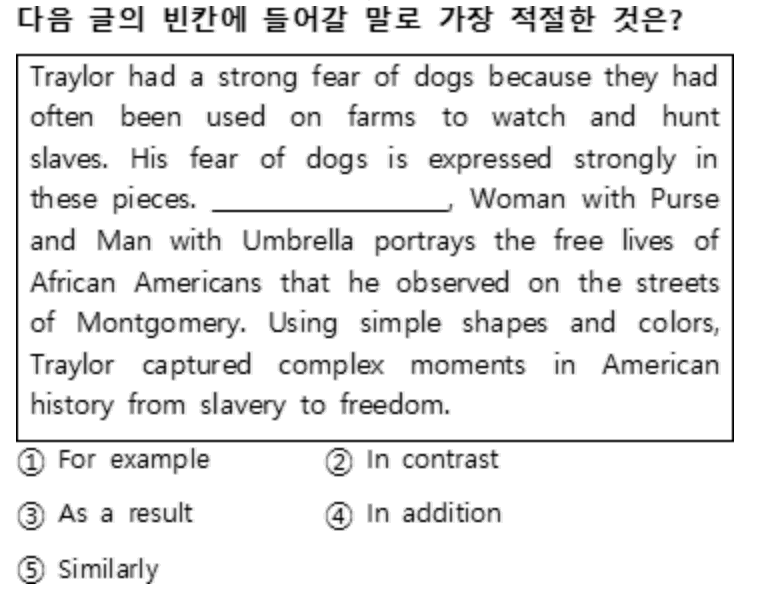 다음 글의 빈칸에 들어갈 말로 가장 적절한 것은?
Traylor had a strong fear of dogs because they had
often been used on farms to watch and hunt
slaves. His fear of dogs is expressed strongly in
these pieces. ____________________, Woman with Purse
and Man with Umbrella portrays the free lives of
African Americans that he observed on the streets
of Montgomery. Using simple shapes and colors,
Traylor captured complex moments in American
history from slavery to freedom.
① For example ② In contrast
③ As a result ④ In addition
⑤ Similarly